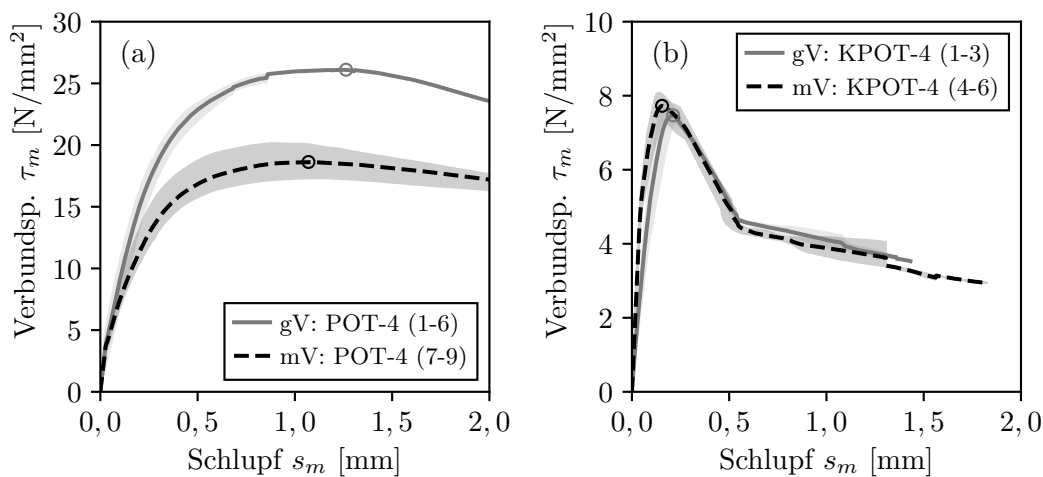 (a)
Verbundsp. τ_m [N/mm²]
30
25
20
15
10
5
0
gV: POT-4 (1-6)
mV: POT-4 (7-9)
0,0 0,5 1,0 1,5 2,0
Schlupf s_m [mm]
(b)
Verbundsp. τ_m [N/mm²]
10
8
6
4
2
0
gV: KPOT-4 (1-3)
mV: KPOT-4 (4-6)
0,0 0,5 1,0 1,5 2,0
Schlupf s_m [mm]